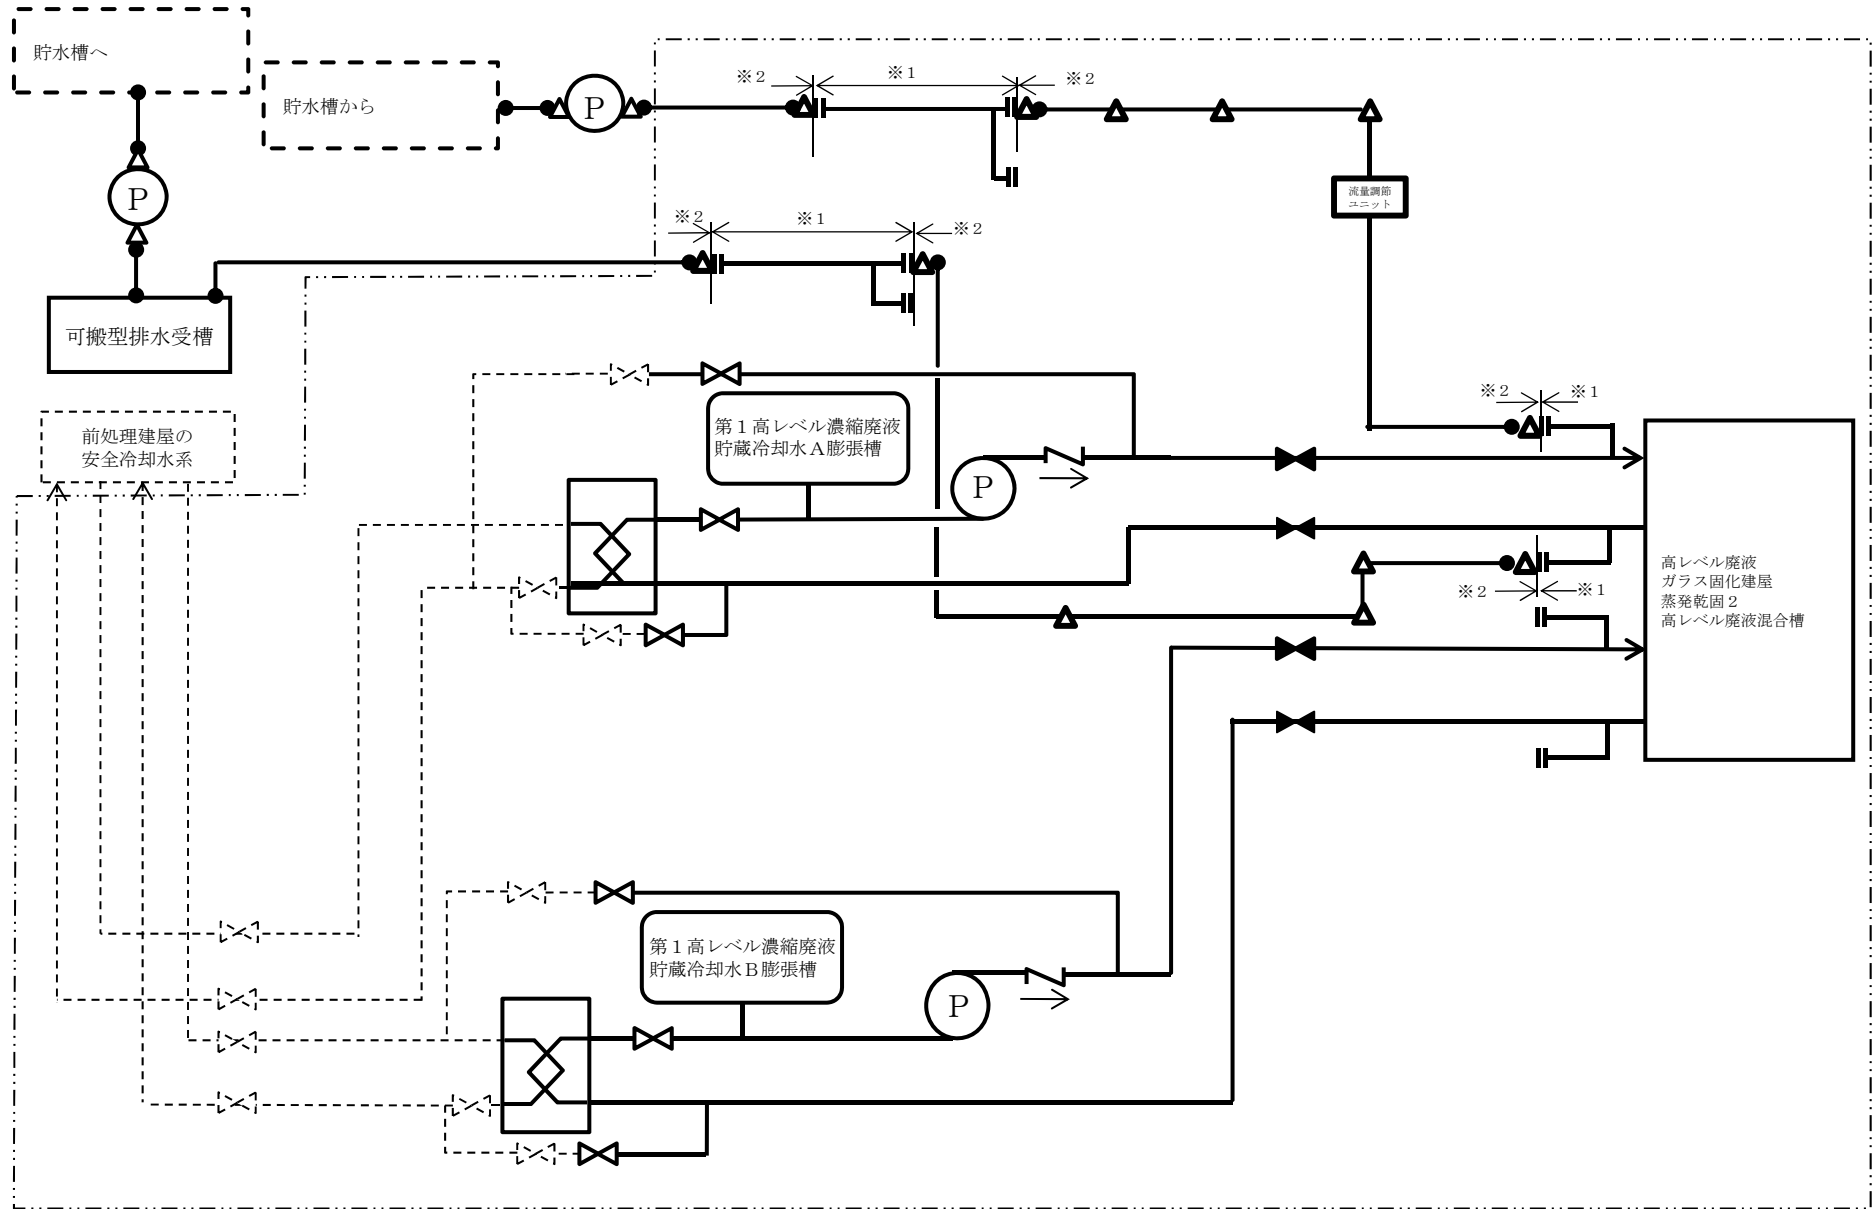 貯水槽へ
貯水槽から
Ｐ
※２
※１
※２
Ｐ
流量調節
ユニット
※２
※１
※２
可搬型排水受槽
前処理建屋の
安全冷却水系
第１高レベル濃縮廃液
貯蔵冷却水Ａ膨張槽
Ｐ
※２
※１
※２
※１
高レベル廃液
ガラス固化建屋
蒸発乾固２
高レベル廃液混合槽
第１高レベル濃縮廃液
貯蔵冷却水Ｂ膨張槽
Ｐ